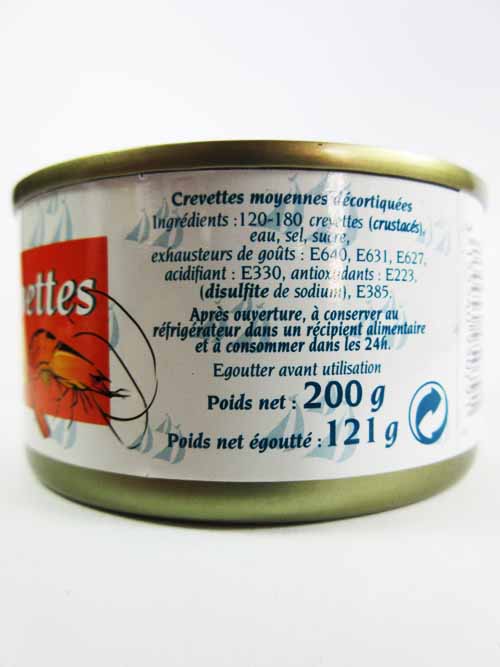 Crevettes moyennes décortiquées
Ingrédients :120-180 crevettes (crustacés),
eau, sel, sucre,
exhausteurs de goûts : E640, E631, E627,
acidifiant : E330, antioxydants : E223,
(disulfite de sodium), E385.
Après ouverture, à conserver au
réfrigérateur dans un récipient alimentaire
et à consommer dans les 24h.
Egoutter avant utilisation
Poids net : 200 g
Poids net égoutté : 121 g
ettes